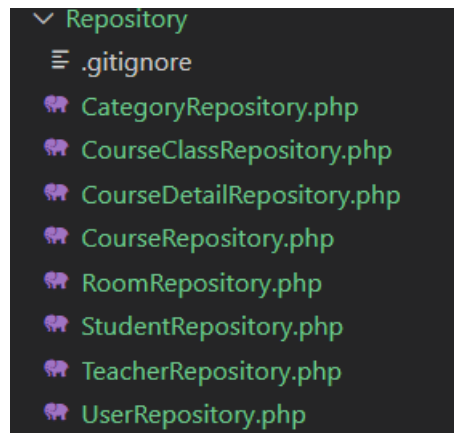 Repository
.gitignore
CategoryRepository.php
CourseClassRepository.php
CourseDetailRepository.php
CourseRepository.php
RoomRepository.php
StudentRepository.php
TeacherRepository.php
UserRepository.php